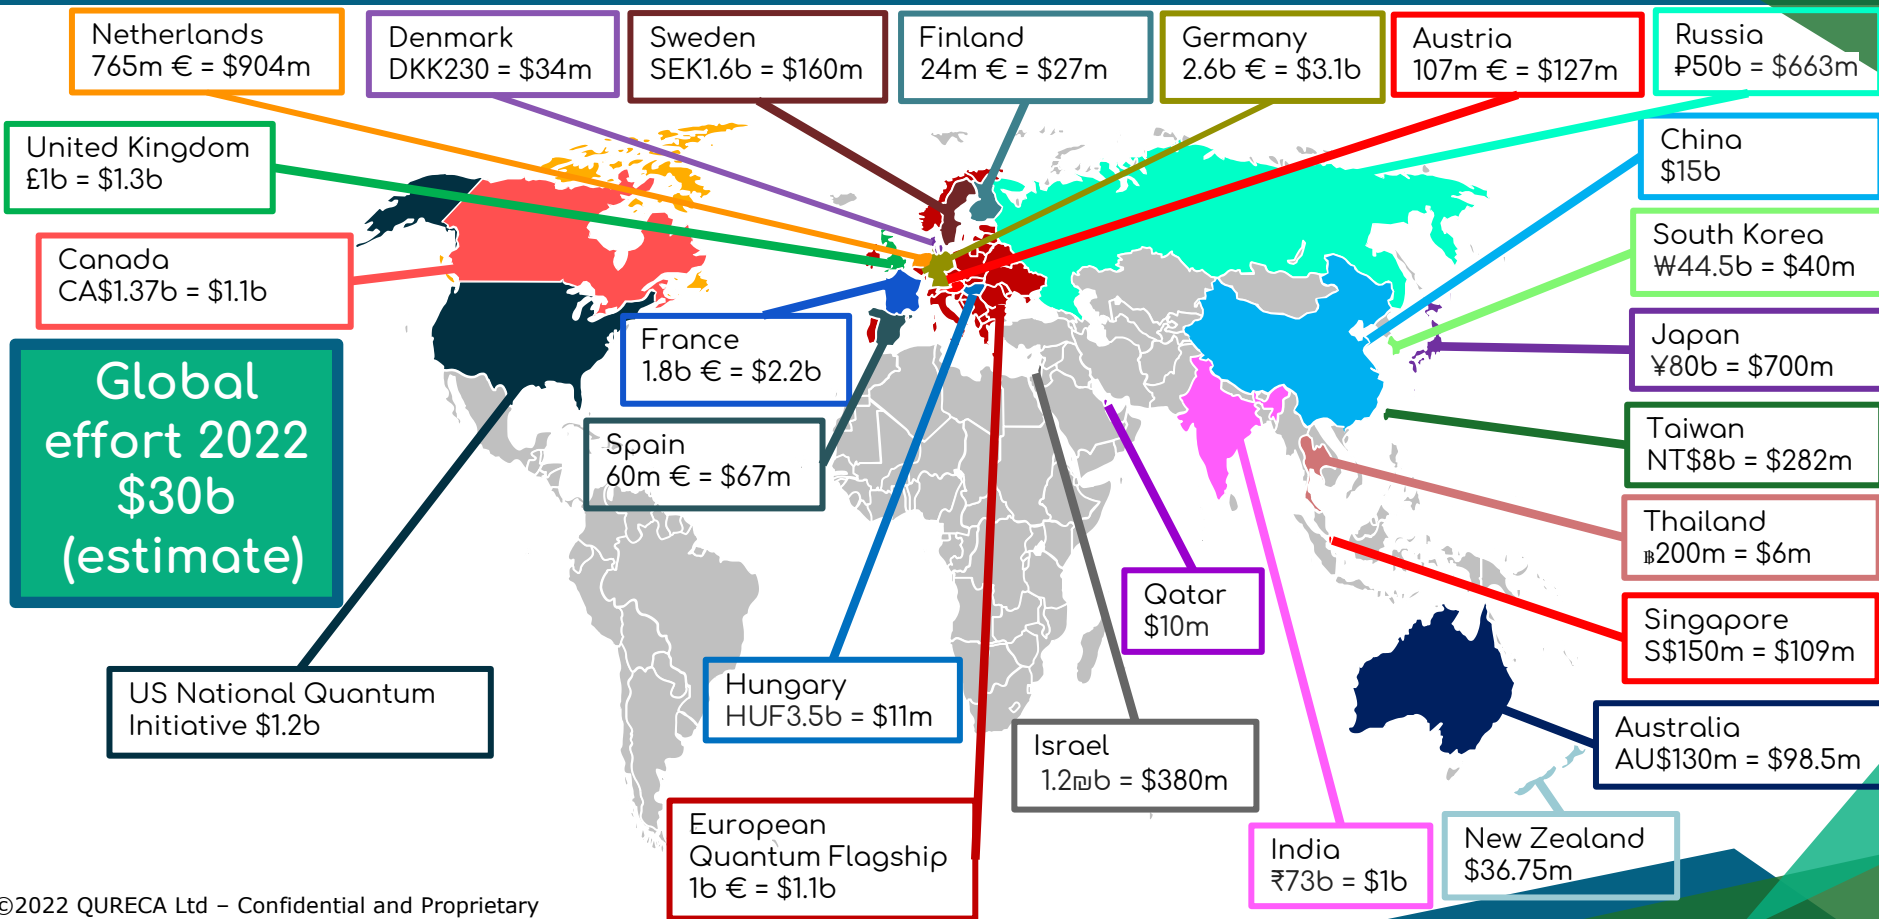 Netherlands
765m € = $904m
Denmark
DKK230 = $34m
Sweden
SEK1.6b = $160m
Finland
24m € = $27m
Germany
2.6b € = $3.1b
Austria
107m € = $127m
Russia
₽50b = $663m
United Kingdom
£1b = $1.3b
China
$15b
Canada
CA$1.37b = $1.1b
South Korea
₩44.5b = $40m
France
1.8b € = $2.2b
Japan
¥80b = $700m
Global
effort 2022
$30b
(estimate)
Spain
60m € = $67m
Taiwan
NT$8b = $282m
Thailand
฿200m = $6m
Qatar
$10m
Singapore
S$150m = $109m
US National Quantum
Initiative $1.2b
Hungary
HUF3.5b = $11m
Israel
1.2₪b = $380m
Australia
AU$130m = $98.5m
European
Quantum Flagship
1b € = $1.1b
India
₹73b = $1b
New Zealand
$36.75m
©2022 QURECA Ltd – Confidential and Proprietary